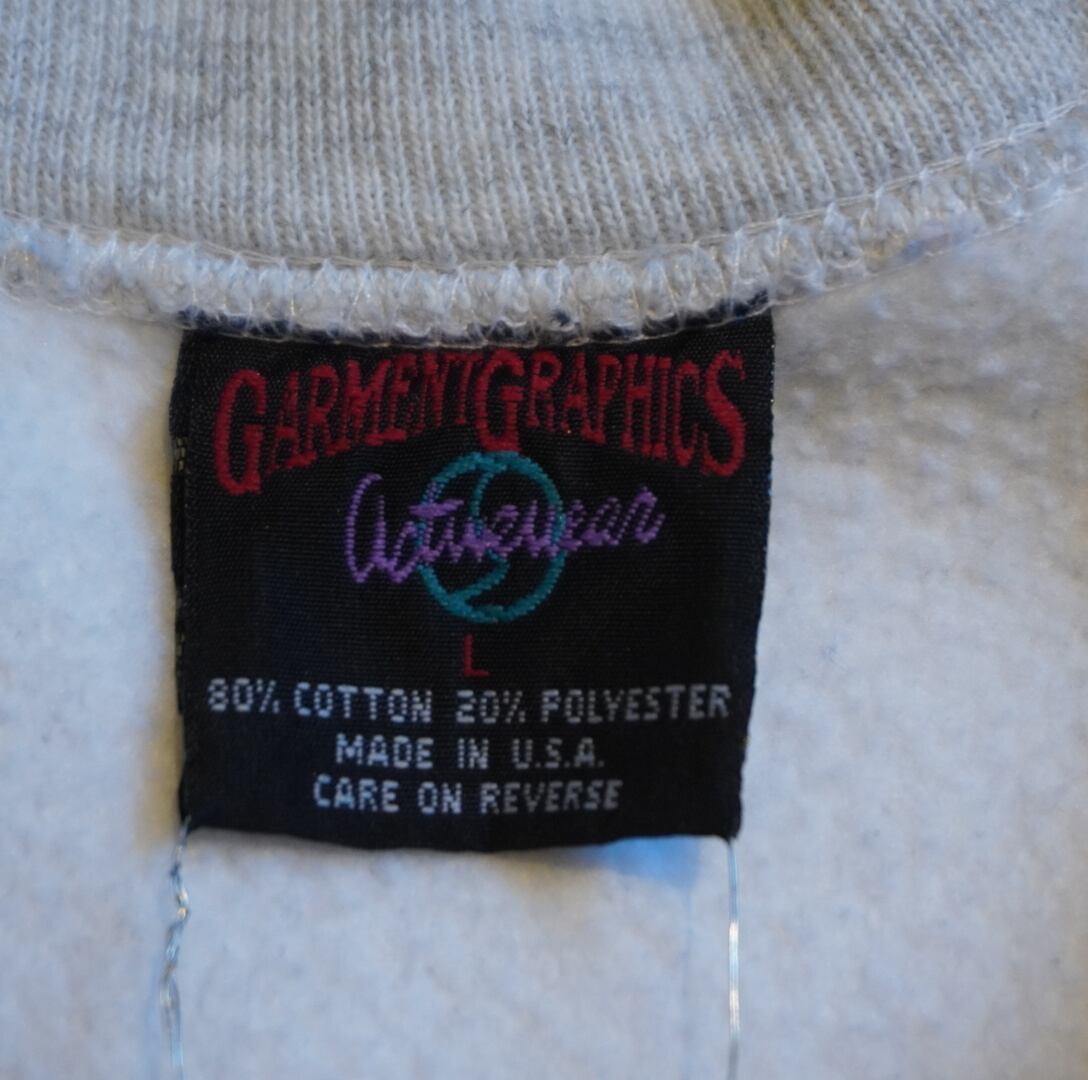 GARMENTGRAPHICS
Activewear
L
80% COTTON 20% POLYESTER
MADE IN U.S.A.
CARE ON REVERSE